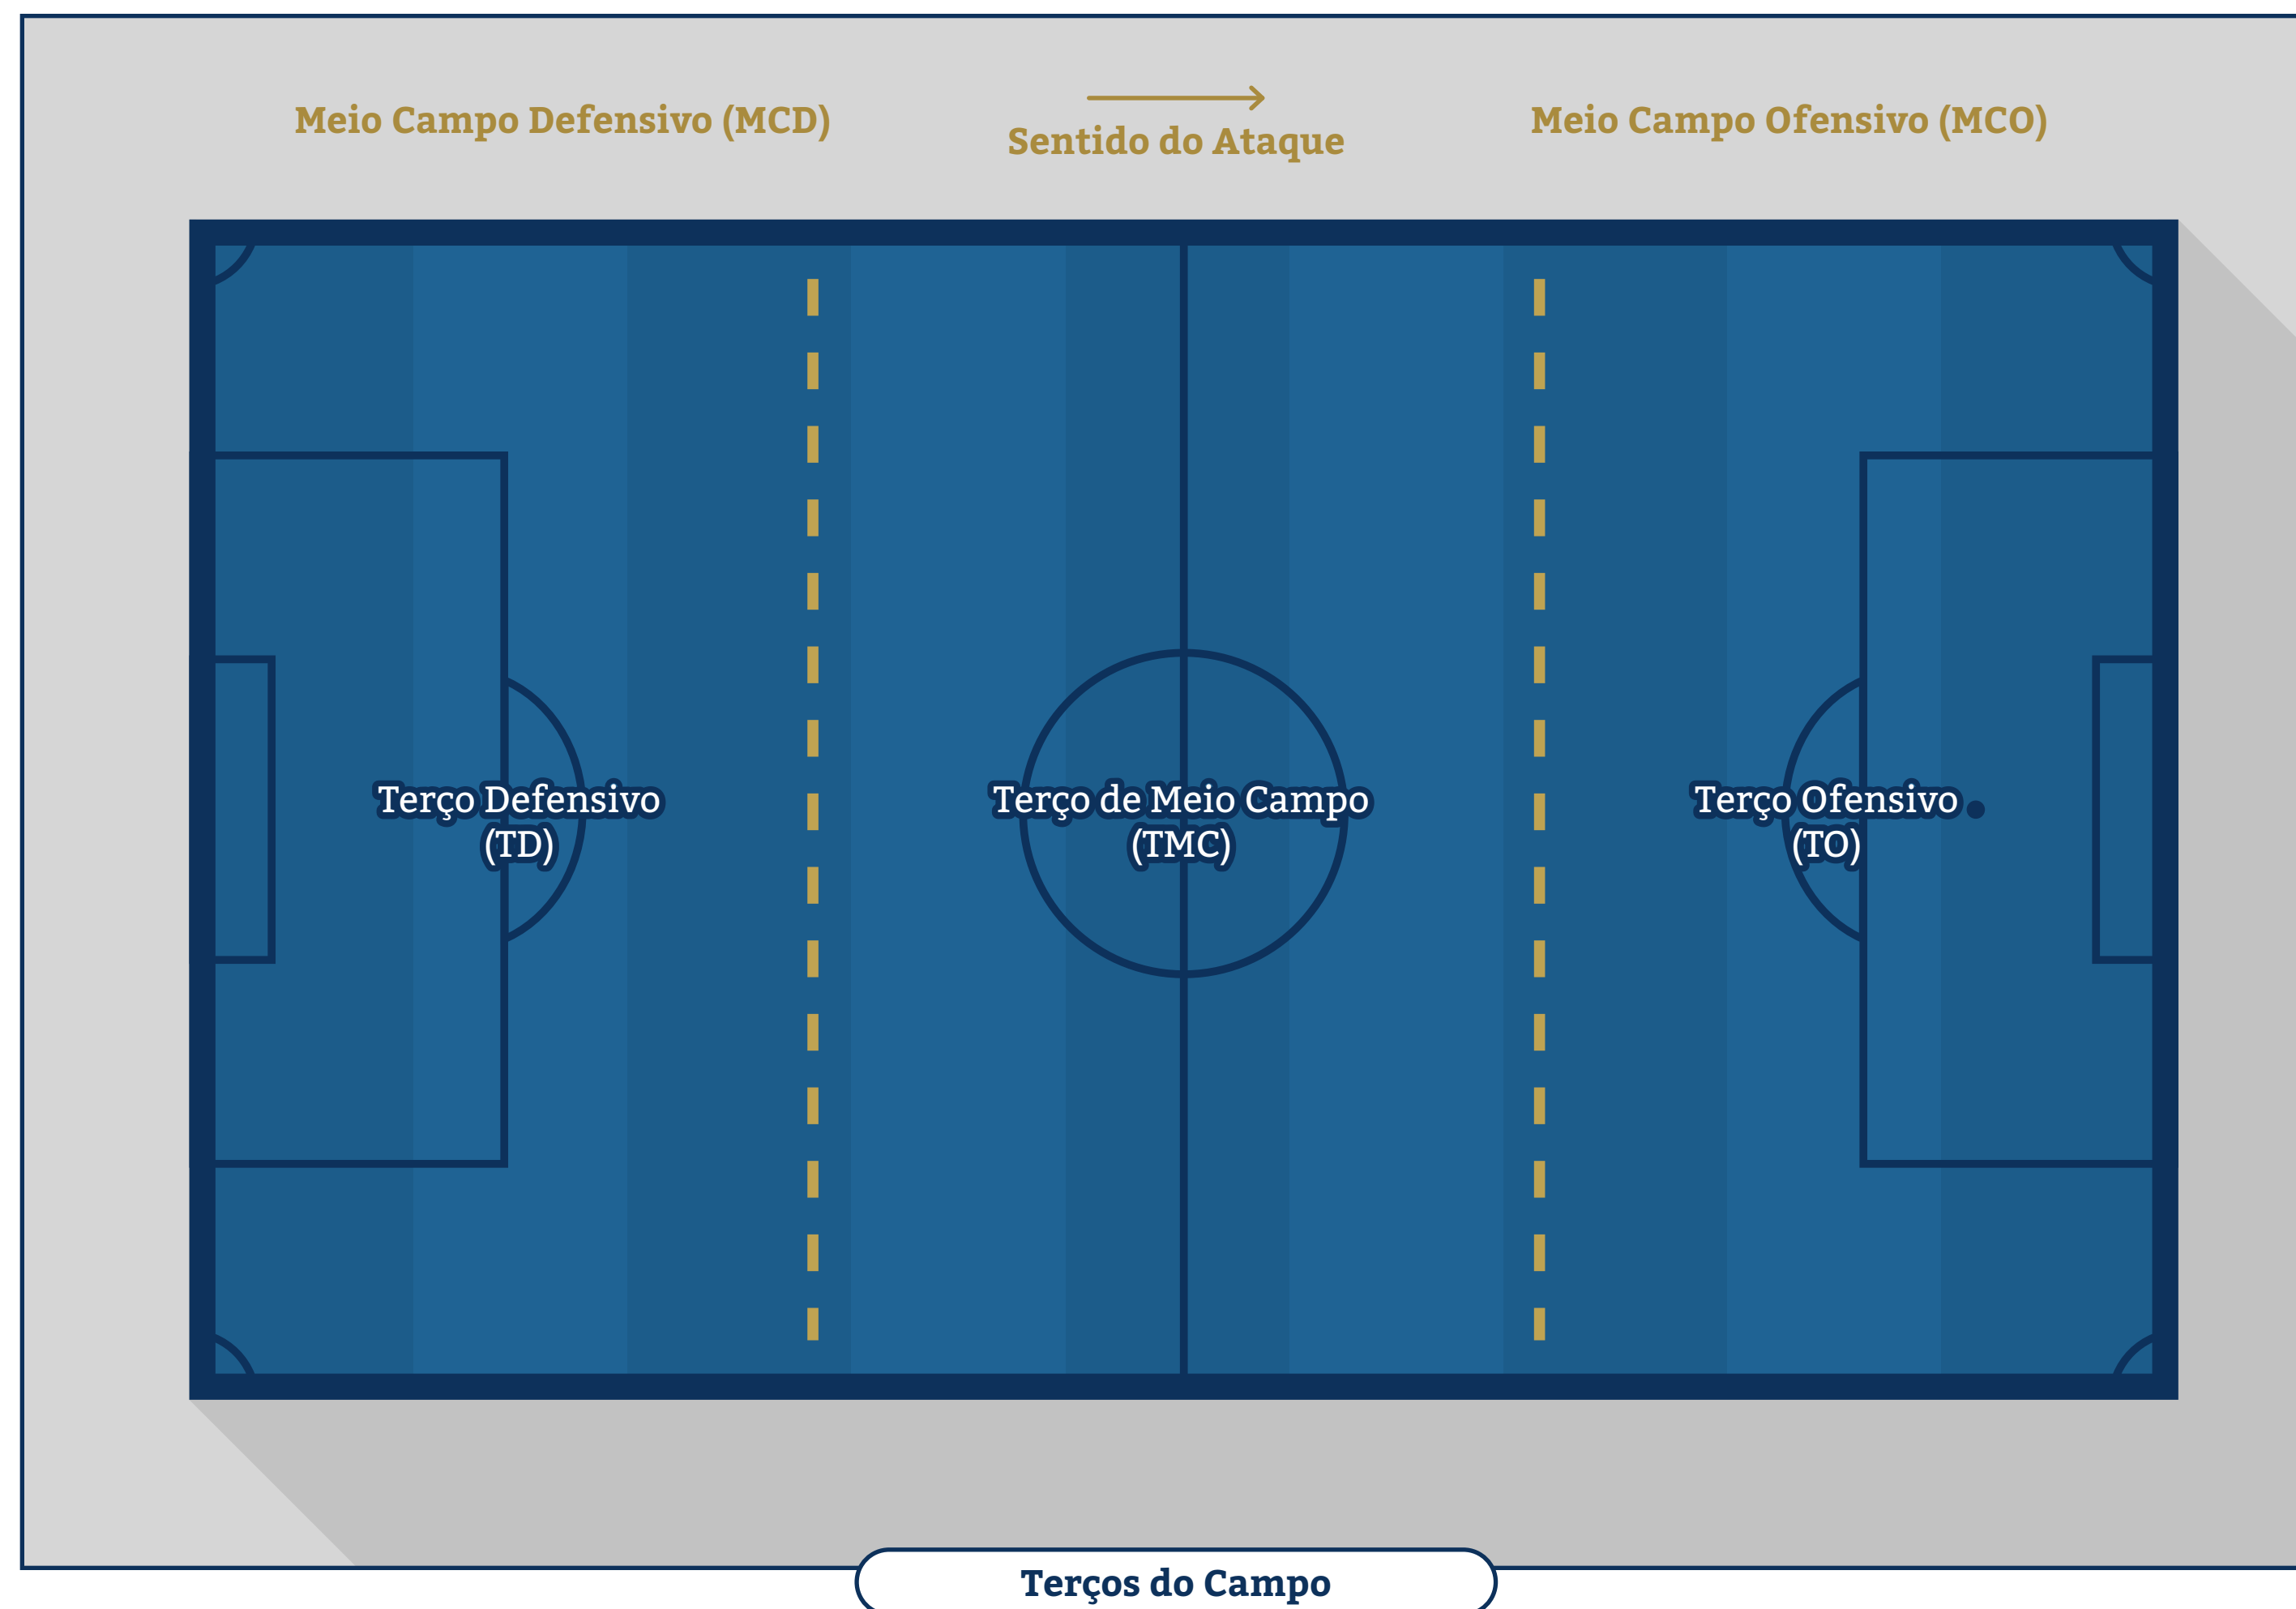 Meio Campo Defensivo (MCD)
Sentido do Ataque
Meio Campo Ofensivo (MCO)
Terço Defensivo
(TD)
Terço de Meio Campo
(TMC)
Terço Ofensivo
(TO)
Terços do Campo